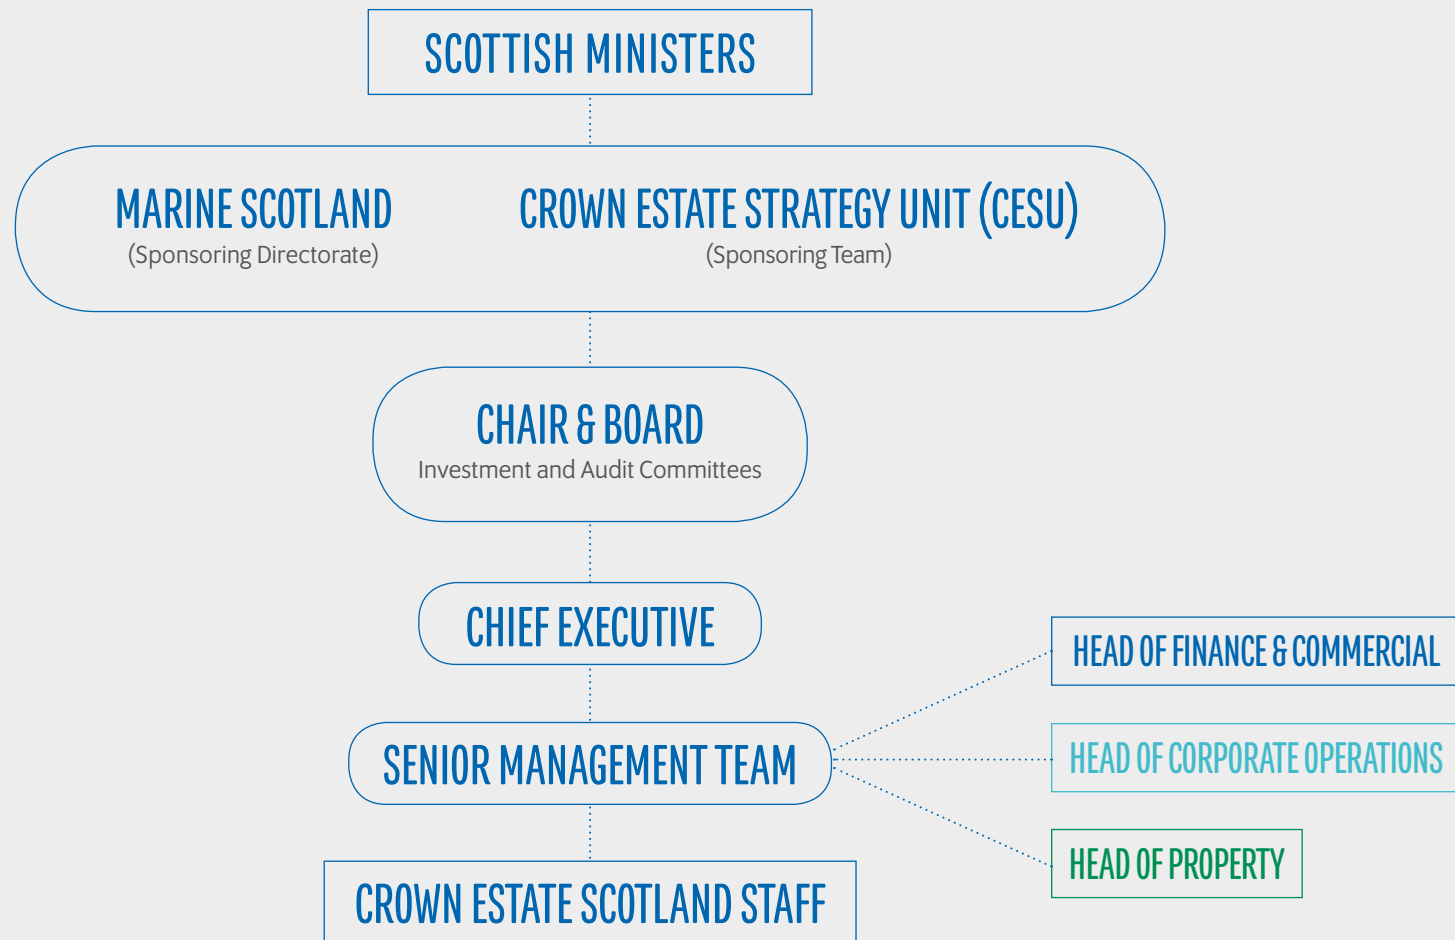 SCOTTISH MINISTERS
MARINE SCOTLAND
(Sponsoring Directorate)
CROWN ESTATE STRATEGY UNIT (CESU)
(Sponsoring Team)
CHAIR & BOARD
Investment and Audit Committees
CHIEF EXECUTIVE
SENIOR MANAGEMENT TEAM
HEAD OF FINANCE & COMMERCIAL
HEAD OF CORPORATE OPERATIONS
HEAD OF PROPERTY
CROWN ESTATE SCOTLAND STAFF